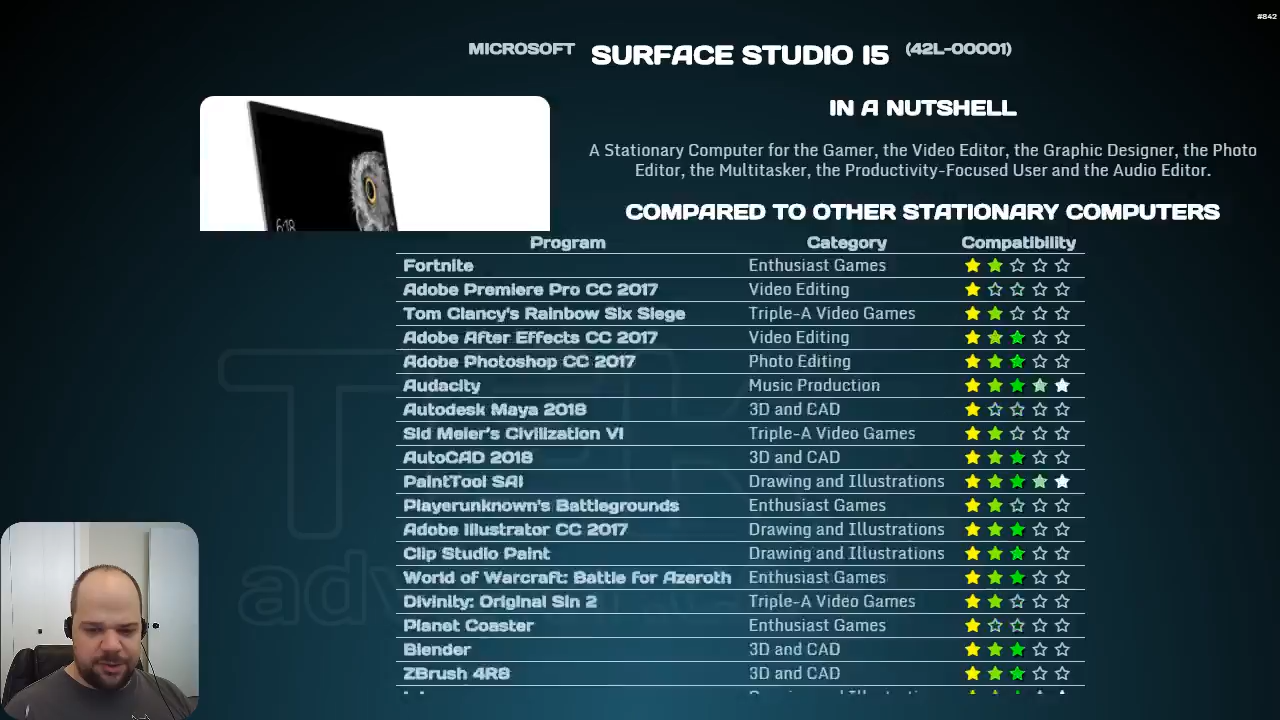 #842
MICROSOFT SURFACE STUDIO I5 (42L-00001)
IN A NUTSHELL
A Stationary Computer for the Gamer, the Video Editor, the Graphic Designer, the Photo
Editor, the Multitasker, the Productivity-Focused User and the Audio Editor.
COMPARED TO OTHER STATIONARY COMPUTERS
6:18
Program Category Compatibility
Fortnite Enthusiast Games
Adobe Premiere Pro CC 2017 Video Editing
Tom Clancy's Rainbow Six Siege Triple-A Video Games
Adobe After Effects CC 2017 Video Editing
Adobe Photoshop CC 2017 Photo Editing
Audacity Music Production
Autodesk Maya 2018 3D and CAD
Sid Meier's Civilization VI Triple-A Video Games
AutoCAD 2018 3D and CAD
PaintTool SAI Drawing and Illustrations
Playerunknown's Battlegrounds Enthusiast Games
Adobe Illustrator CC 2017 Drawing and Illustrations
Clip Studio Paint Drawing and Illustrations
World of Warcraft: Battle for Azeroth Enthusiast Games
Divinity: Original Sin 2 Triple-A Video Games
Planet Coaster Enthusiast Games
Blender 3D and CAD
ZBrush 4R8 3D and CAD